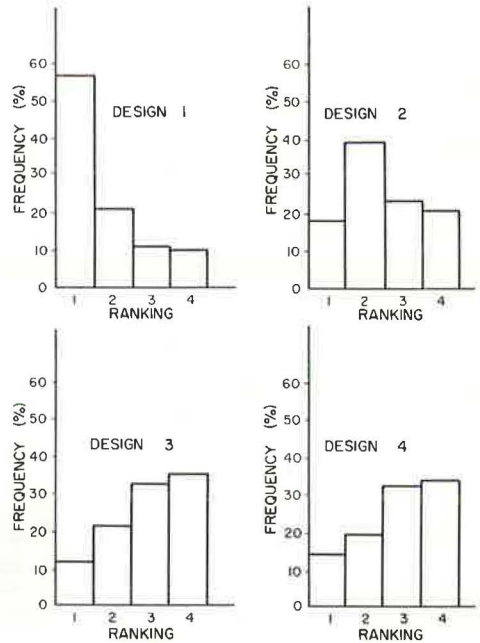 FREQUENCY (%)
60
50
40
30
20
10
0
DESIGN 1
1 2 3 4
RANKING
FREQUENCY (%)
60
50
40
30
20
10
0
DESIGN 2
1 2 3 4
RANKING
FREQUENCY (%)
60
50
40
30
20
10
0
DESIGN 3
1 2 3 4
RANKING
FREQUENCY (%)
60
50
40
30
20
10
0
DESIGN 4
1 2 3 4
RANKING